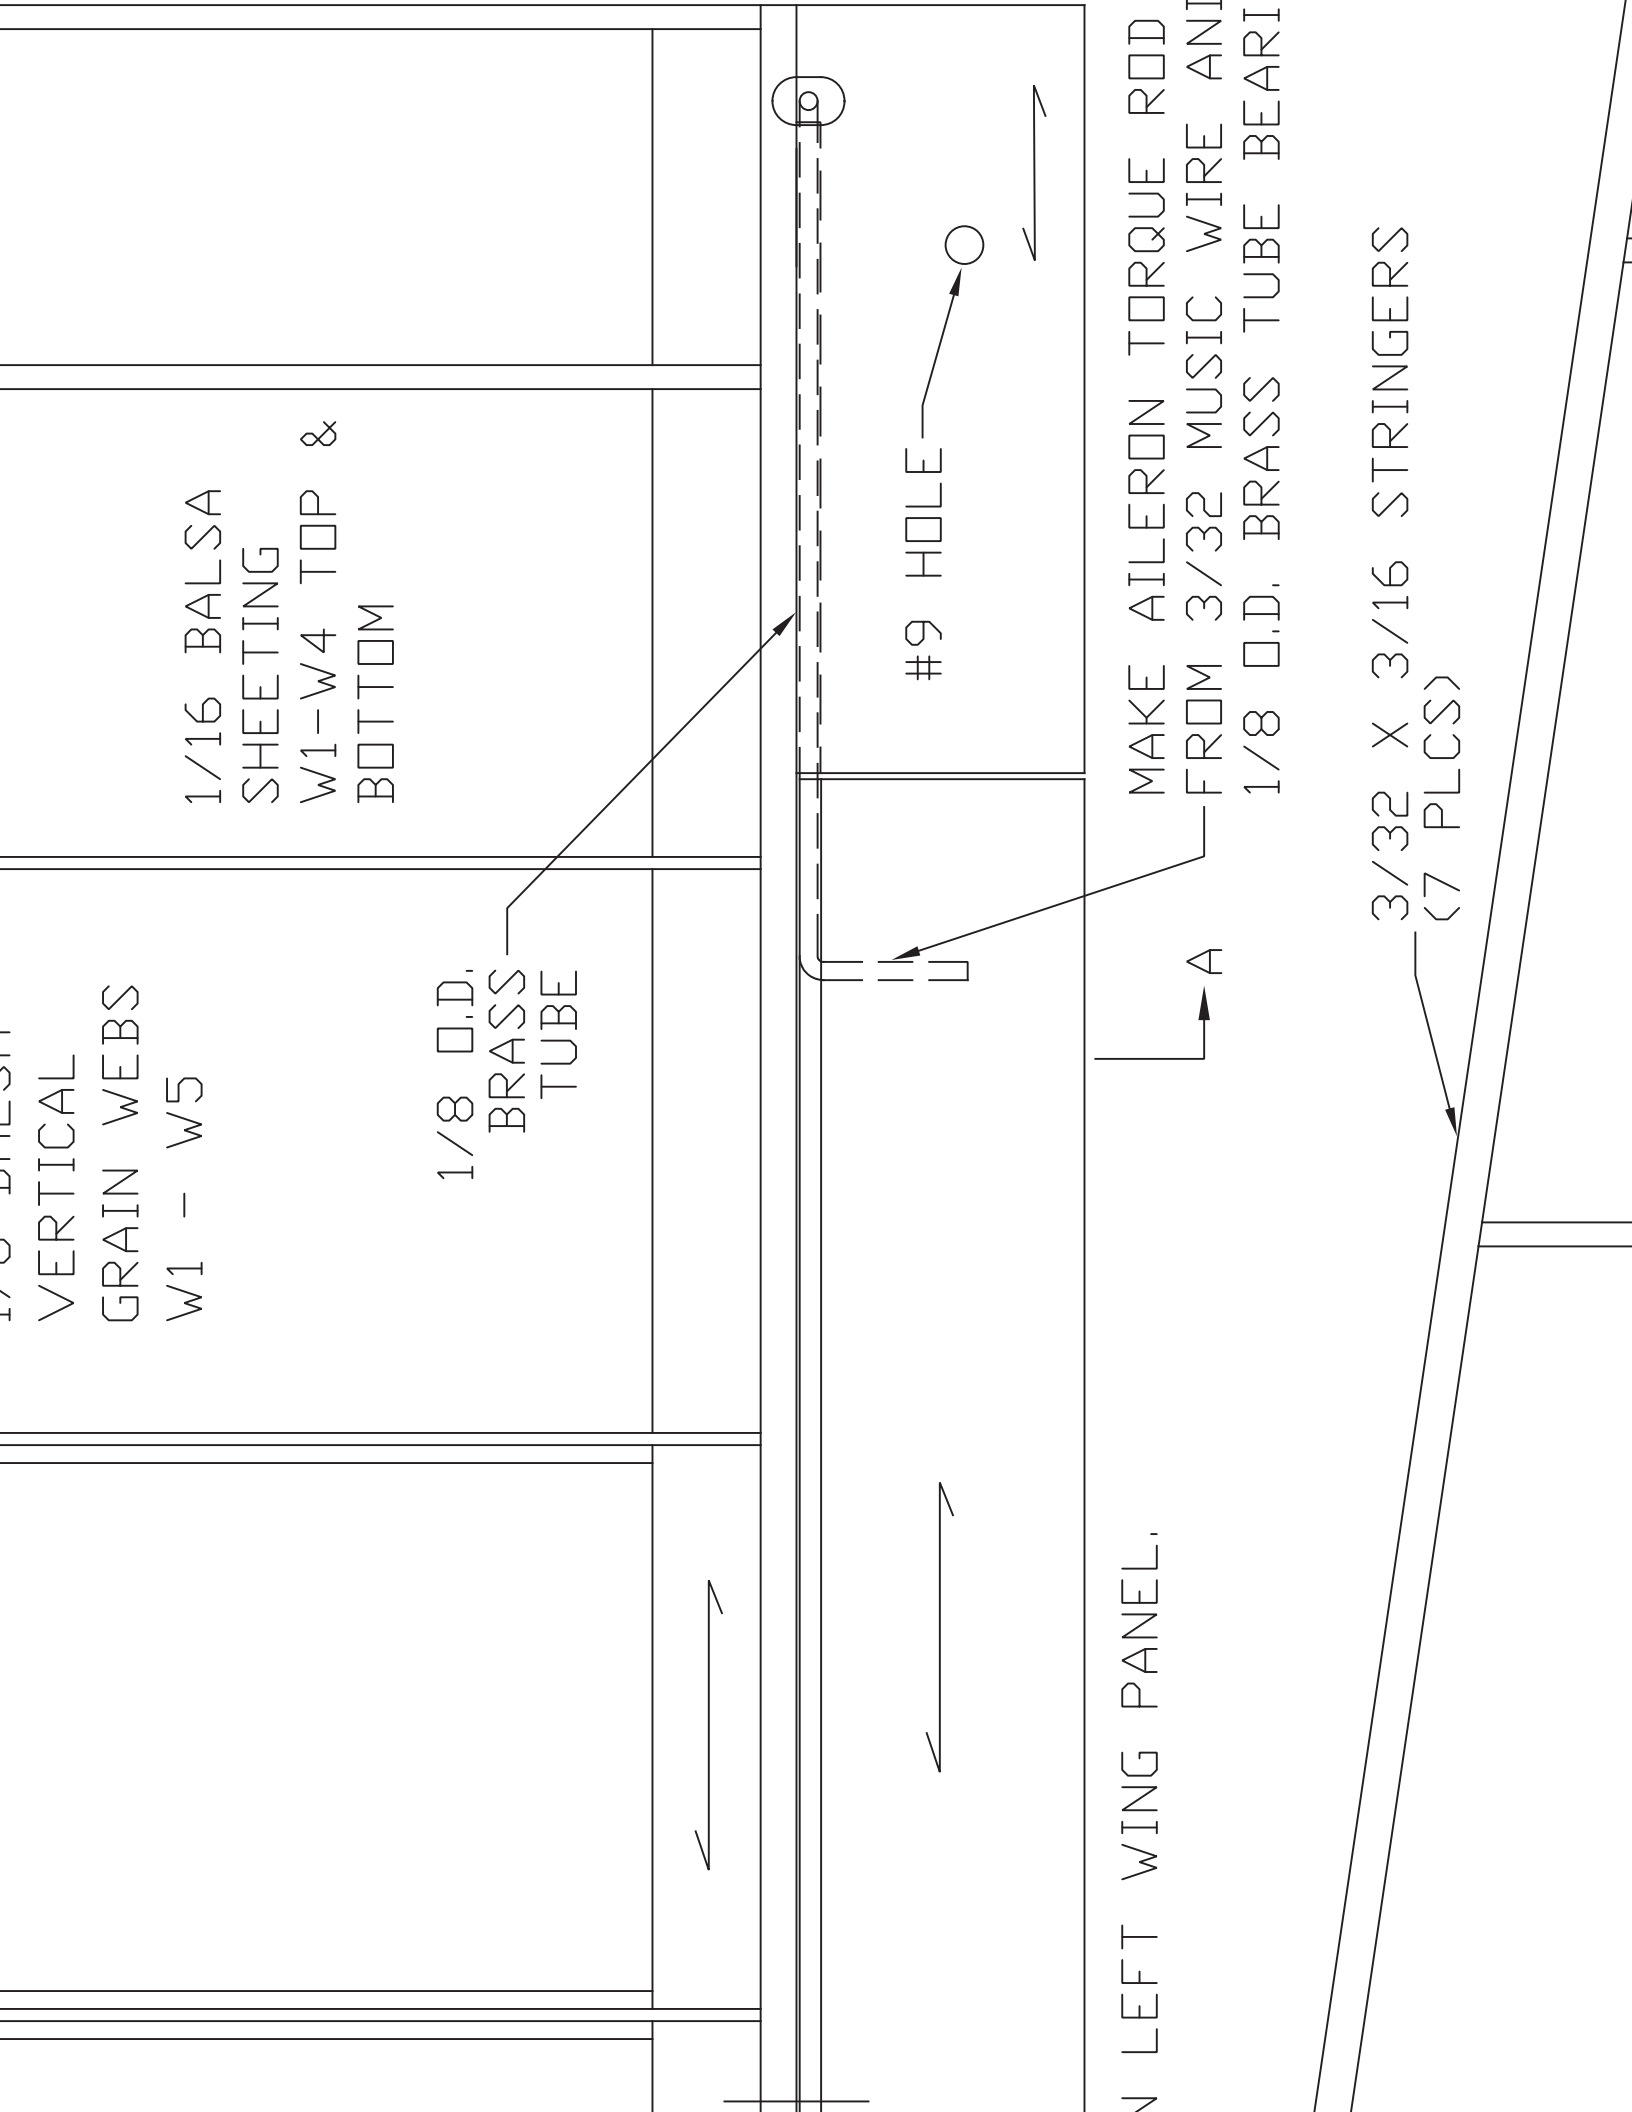 VERTICAL
GRAIN WEBS
W1 - W5
1/16 BALSA
SHEETING
W1-W4 TOP &
BOTTOM
1/8 O.D.
BRASS
TUBE
#9 HOLE
MAKE AILERON TORQUE ROD
FROM 3/32 MUSIC WIRE AND
1/8 O.D. BRASS TUBE BEARI
A
LEFT WING PANEL.
3/32 X 3/16 STRINGERS
(7 PLCS)